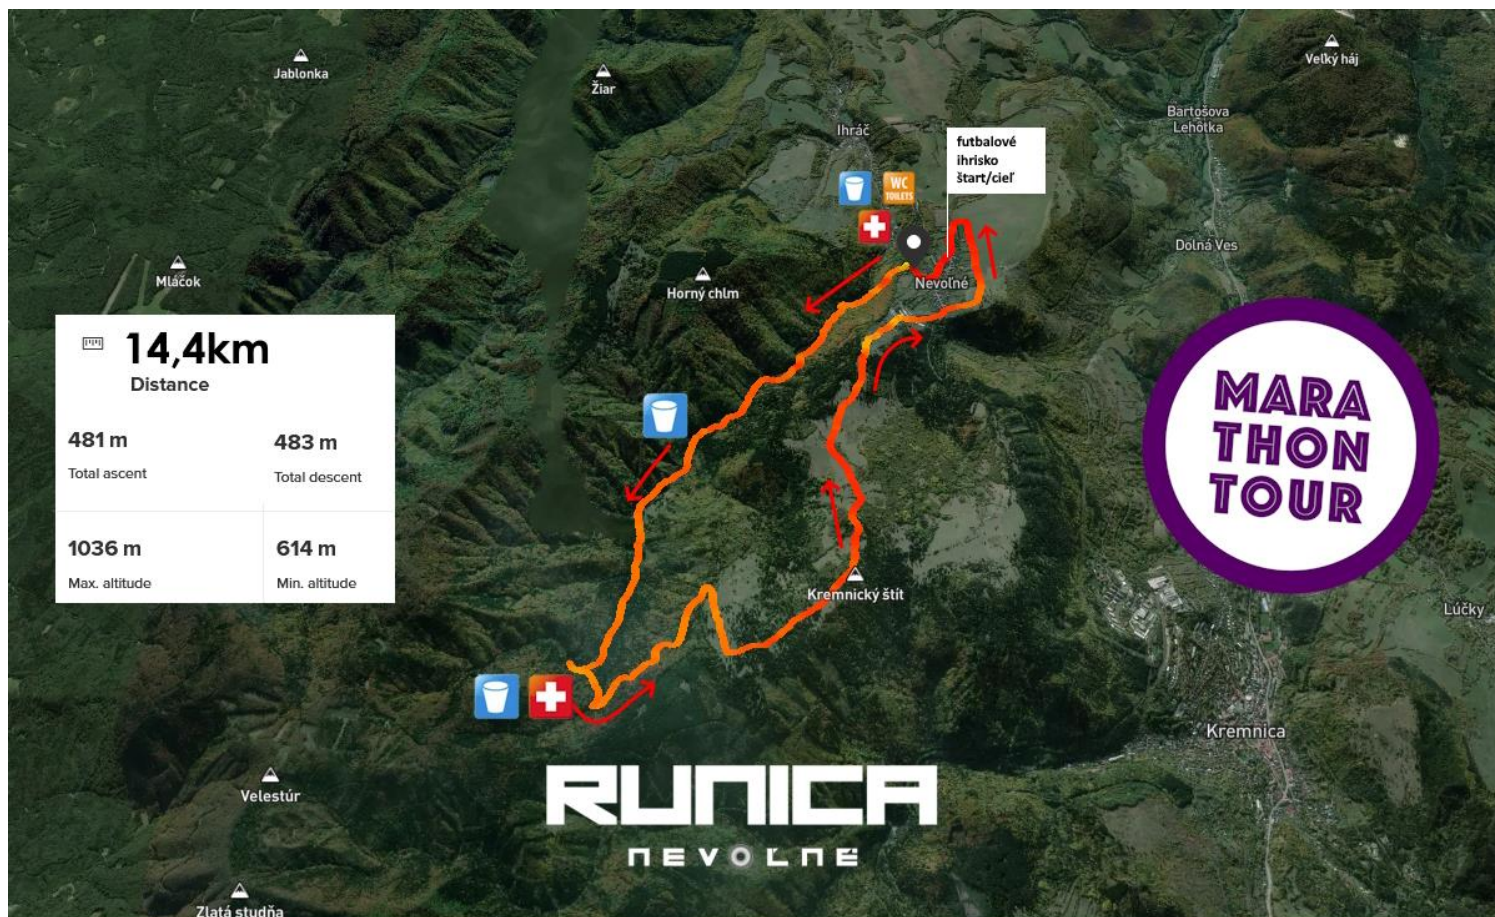 Jablonka
Žiar
Veľký háj
Ihráč
Bartošova
Lehôtka
futbalové
ihrisko
štart/cieľ
WC
TOILETS
Dolná Ves
Mláčok
Horný chlm
Nevoľné
14,4km
Distance
481 m
Total ascent
483 m
Total descent
1036 m
Max. altitude
614 m
Min. altitude
MARA
THON
TOUR
Kremnický štít
Lúčky
Kremnica
Velestúr
RUNICA
NEVOĽNÉ
Zlatá studňa